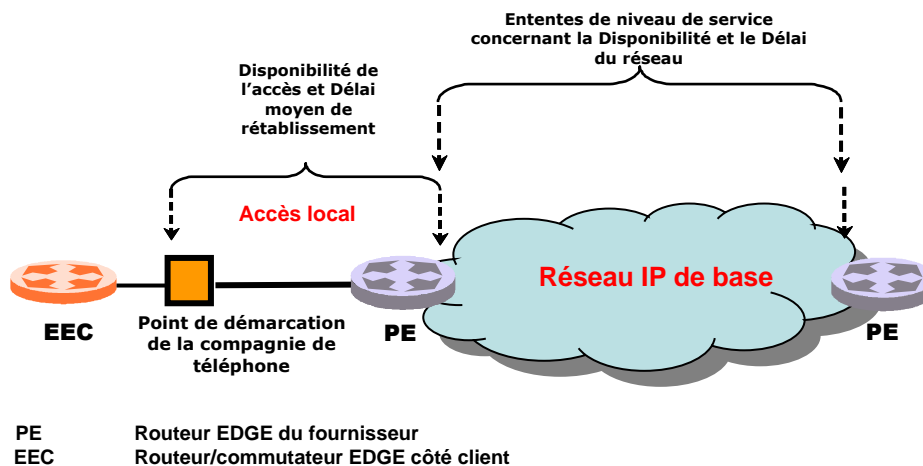 Ententes de niveau de service
concernant la Disponibilité et le Délai
du réseau
Disponibilité de
l'accès et Délai
moyen de
rétablissement
Accès local
Réseau IP de base
EEC
Point de démarcation
de la compagnie de
téléphone
PE
PE
PE Routeur EDGE du fournisseur
EEC Routeur/commutateur EDGE côté client